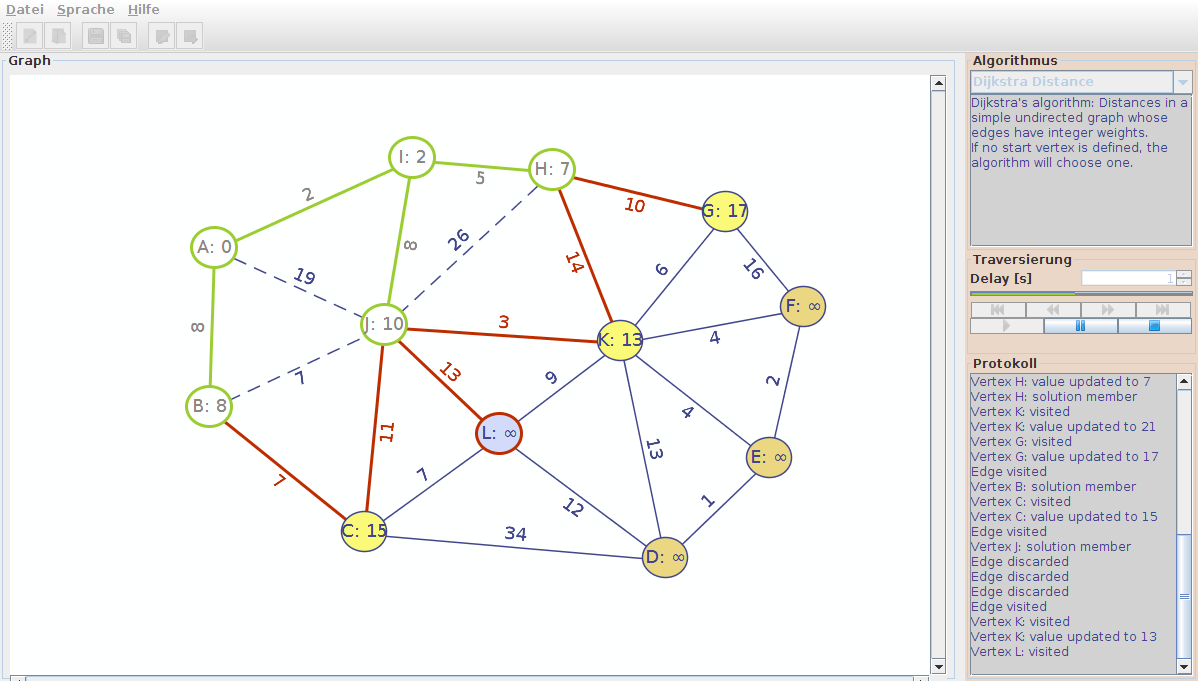 Datei Sprache Hilfe
Graph
I: 2
H: 7
G: 17
A: 0
J: 10
F: ∞
K: 13
B: 8
L: ∞
E: ∞
C: 15
D: ∞
2
5
10
8
26
14
19
6
16
8
3
4
7
13
9
2
11
4
7
7
13
12
1
34
Algorithmus
Dijkstra Distance
Dijkstra's algorithm: Distances in a
simple undirected graph whose
edges have integer weights.
If no start vertex is defined, the
algorithm will choose one.
Traversierung
Delay [s] 1
Protokoll
Vertex H: value updated to 7
Vertex H: solution member
Vertex K: visited
Vertex K: value updated to 21
Vertex G: visited
Vertex G: value updated to 17
Edge visited
Vertex B: solution member
Vertex C: visited
Vertex C: value updated to 15
Edge visited
Vertex J: solution member
Edge discarded
Edge discarded
Edge discarded
Edge visited
Vertex K: visited
Vertex K: value updated to 13
Vertex L: visited